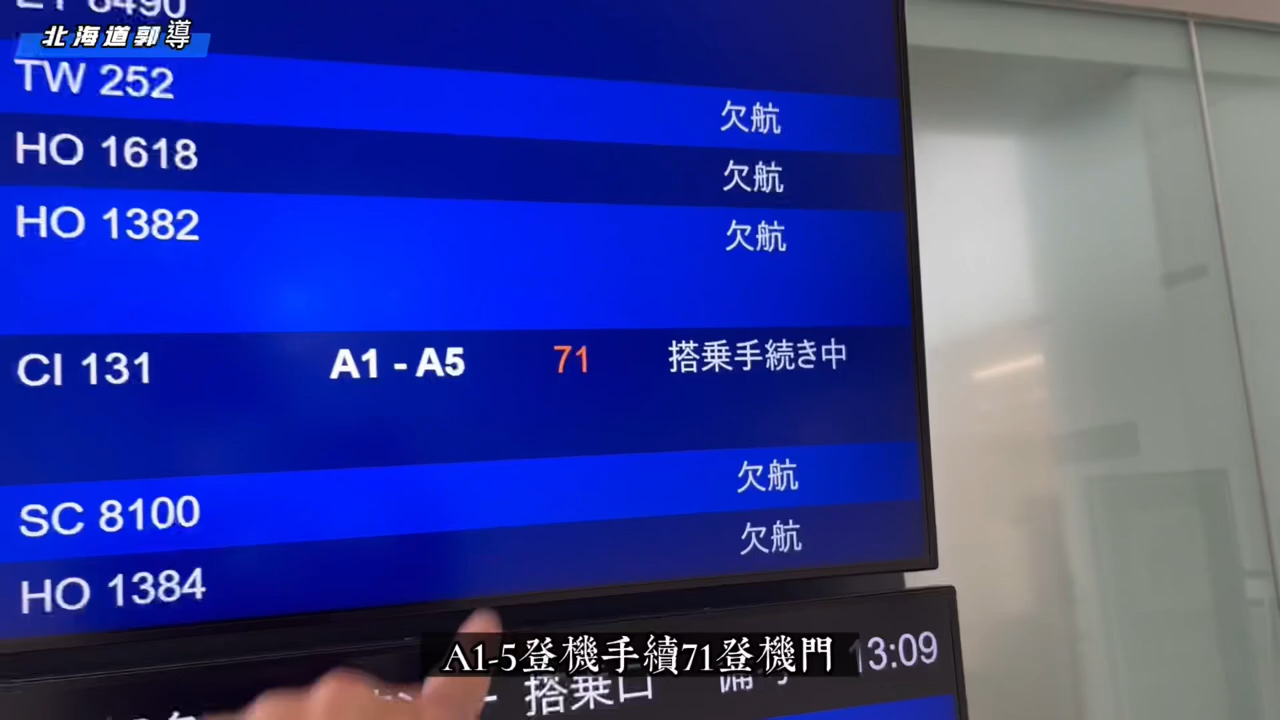 8490
北海道郭導
TW 252 欠航
HO 1618 欠航
HO 1382 欠航
CI 131 A1 - A5 71 搭乗手続き中
SC 8100 欠航
HO 1384 欠航
A1-5登機手續71登機門
13:09
搭乗口